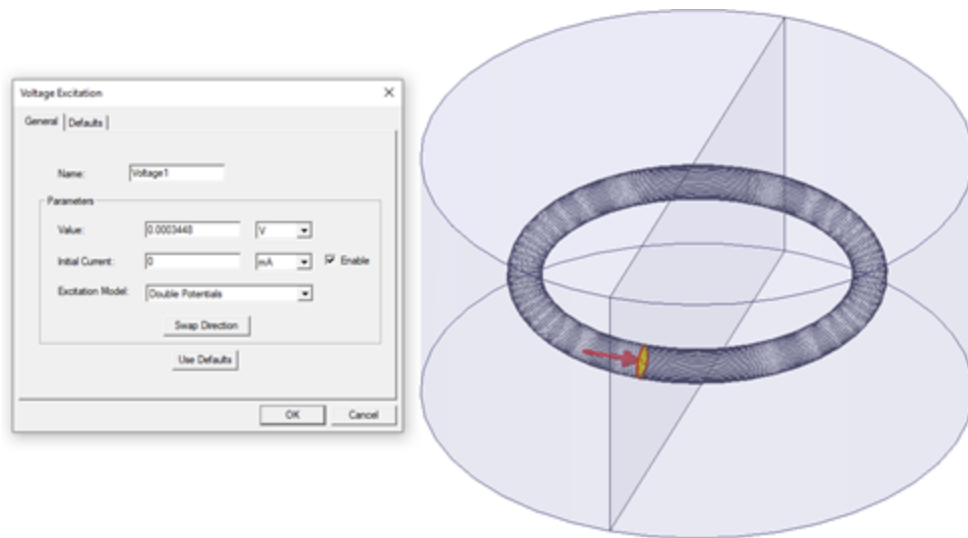 Voltage Excitation
General
Defaults
Name: Voltage1
Parameters
Value: 0.0003448 V
Initial Current: 0 mA Enable
Excitation Model: Double Potentials
Swap Direction
Use Defaults
OK Cancel